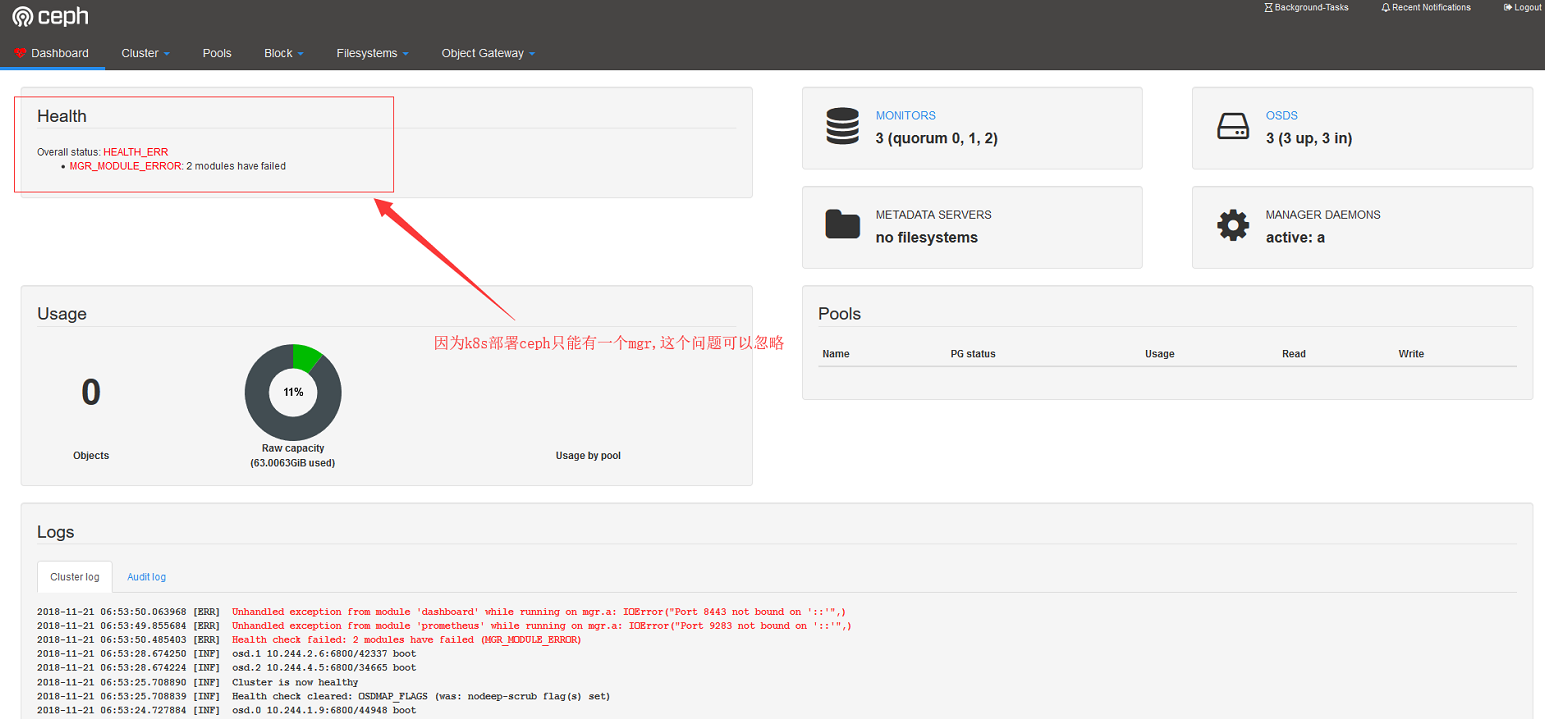 ceph
Background-Tasks
Recent Notifications
Logout
Dashboard
Cluster
Pools
Block
Filesystems
Object Gateway
Health
Overall status: HEALTH_ERR
MGR_MODULE_ERROR: 2 modules have failed
MONITORS
3 (quorum 0, 1, 2)
OSDS
3 (3 up, 3 in)
METADATA SERVERS
no filesystems
MANAGER DAEMONS
active: a
因为k8s部署ceph只能有一个mgr,这个问题可以忽略
Usage
0
Objects
11%
Raw capacity
(63.0063GiB used)
Usage by pool
Pools
Name PG status Usage Read Write
Logs
Cluster log
Audit log
2018-11-21 06:53:50.063968 [ERR] Unhandled exception from module 'dashboard' while running on mgr.a: IOError("Port 8443 not bound on '::'",)
2018-11-21 06:53:49.855684 [ERR] Unhandled exception from module 'prometheus' while running on mgr.a: IOError("Port 9283 not bound on '::'",)
2018-11-21 06:53:50.485403 [ERR] Health check failed: 2 modules have failed (MGR_MODULE_ERROR)
2018-11-21 06:53:28.674250 [INF] osd.1 10.244.2.6:6800/42337 boot
2018-11-21 06:53:28.674224 [INF] osd.2 10.244.4.5:6800/34665 boot
2018-11-21 06:53:25.708890 [INF] Cluster is now healthy
2018-11-21 06:53:25.708839 [INF] Health check cleared: OSDMAP_FLAGS (was: nodeep-scrub flag(s) set)
2018-11-21 06:53:24.727884 [INF] osd.0 10.244.1.9:6800/44948 boot